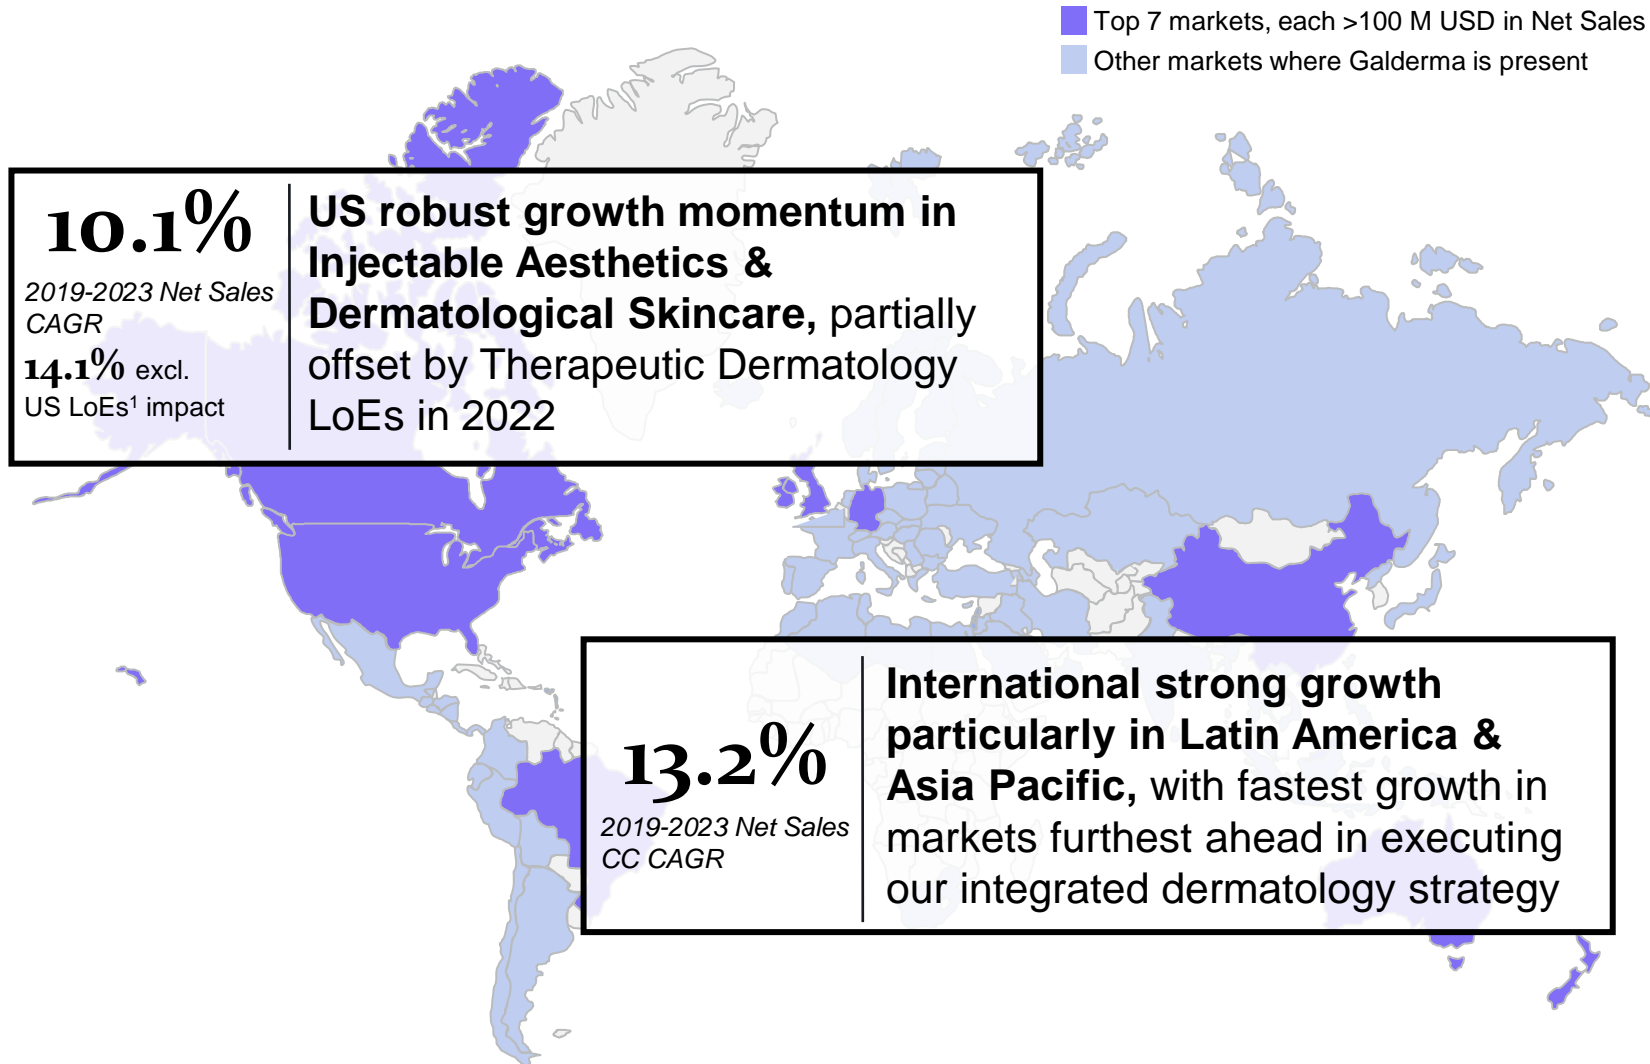 Top 7 markets, each >100 M USD in Net Sales
Other markets where Galderma is present
10.1%
2019-2023 Net Sales
CAGR
14.1% excl.
US LoEs¹ impact
US robust growth momentum in
Injectable Aesthetics &
Dermatological Skincare, partially
offset by Therapeutic Dermatology
LoEs in 2022
13.2%
2019-2023 Net Sales
CC CAGR
International strong growth
particularly in Latin America &
Asia Pacific, with fastest growth in
markets furthest ahead in executing
our integrated dermatology strategy